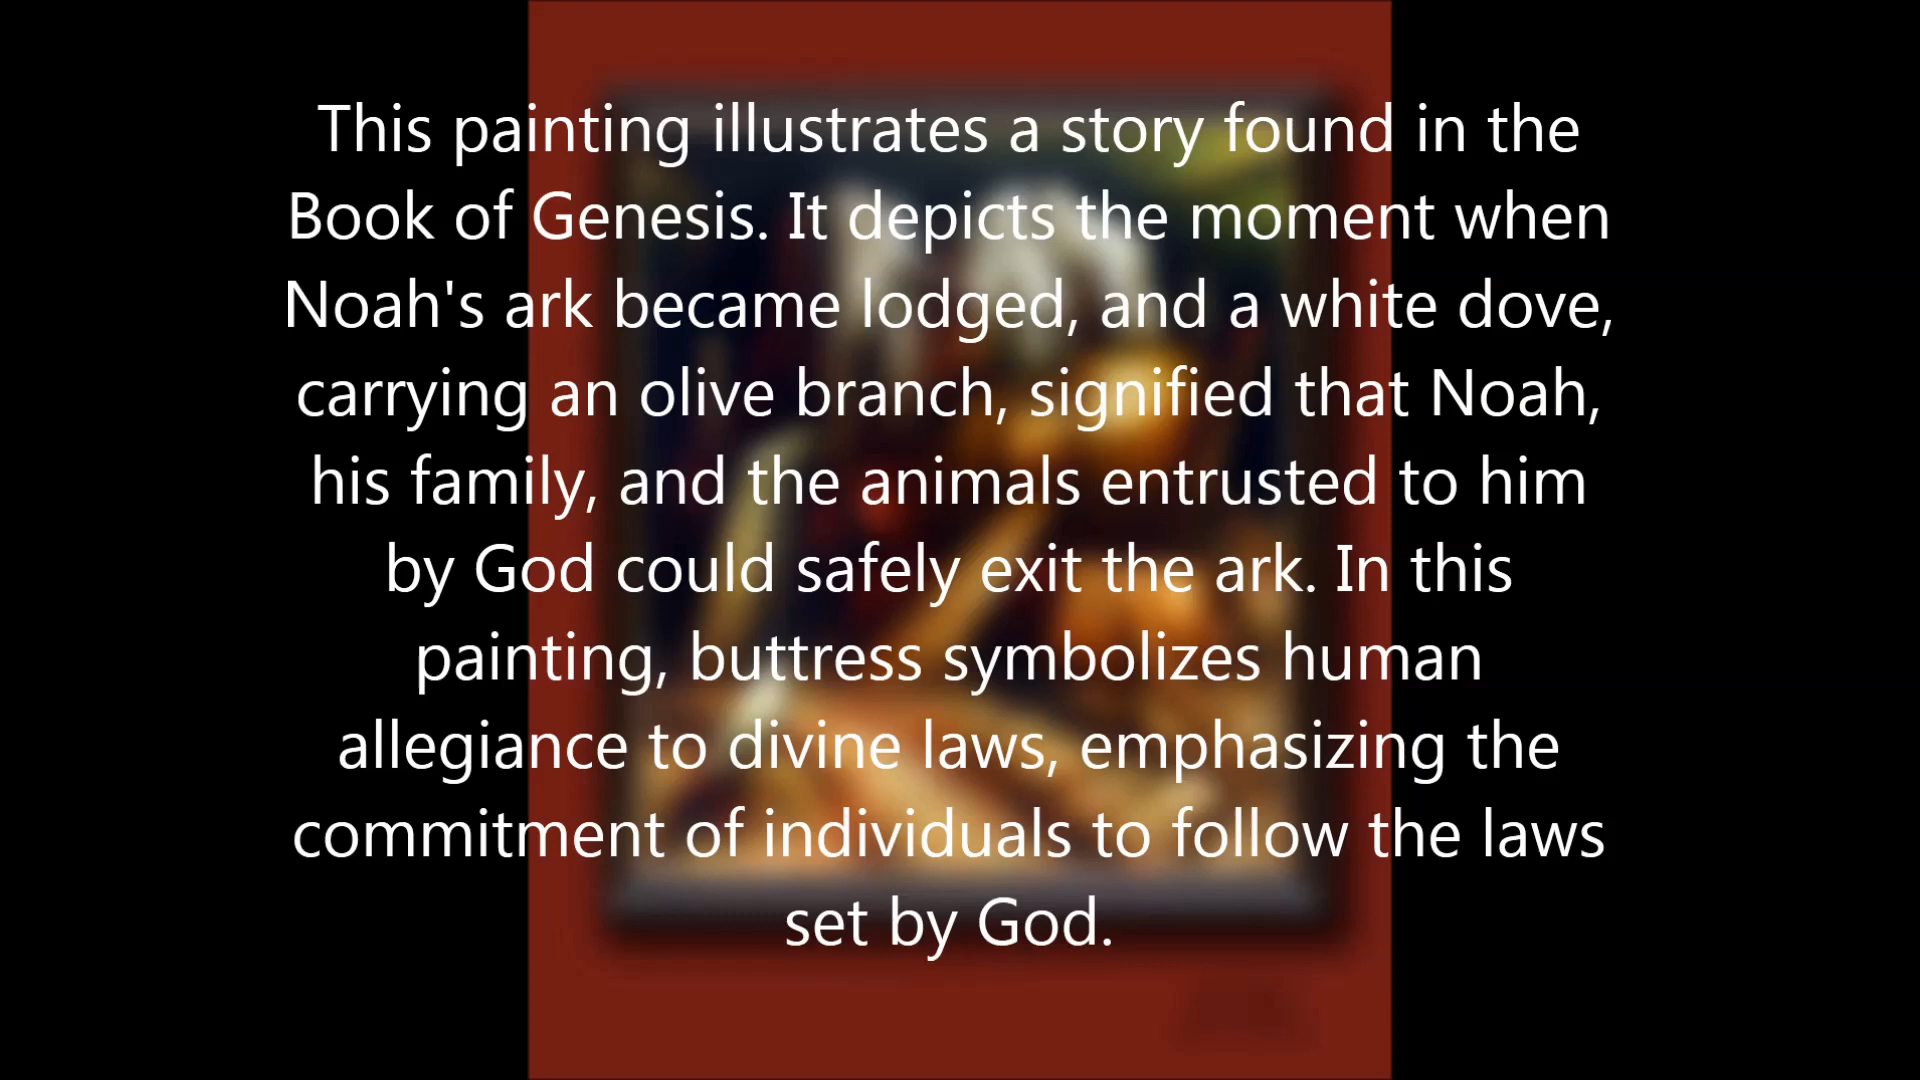 This painting illustrates a story found in the
Book of Genesis. It depicts the moment when
Noah's ark became lodged, and a white dove,
carrying an olive branch, signified that Noah,
his family, and the animals entrusted to him
by God could safely exit the ark. In this
painting, buttress symbolizes human
allegiance to divine laws, emphasizing the
commitment of individuals to follow the laws
set by God.